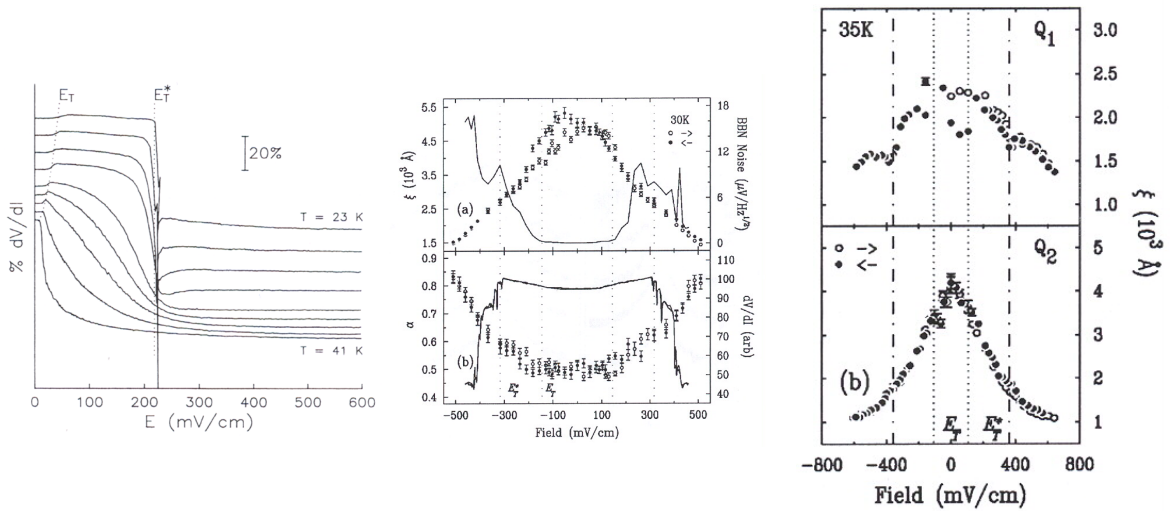 E_T E_T*
20%
% dV/dI
T = 23 K
T = 41 K
0 100 200 300 400 500 600
E (mV/cm)
5.5
4.5
3.5
2.5
1.5
ξ (10³ Å)
30K
->
<-
(a)
18
15
12
9
6
3
0
BBN Noise (μV/Hz^1/2)
0.9
0.8
0.7
0.6
0.5
0.4
α
(b)
E_T* E_T
110
100
90
80
70
60
50
40
dV/dI (arb)
-500 -300 -100 100 300 500
Field (mV/cm)
35K Q₁
3.0
2.5
2.0
1.5
1.0
ξ (10³ Å)
Q₂
->
<-
(b)
E_T E_T*
5
4
3
2
1
-800 -400 0 400 800
Field (mV/cm)